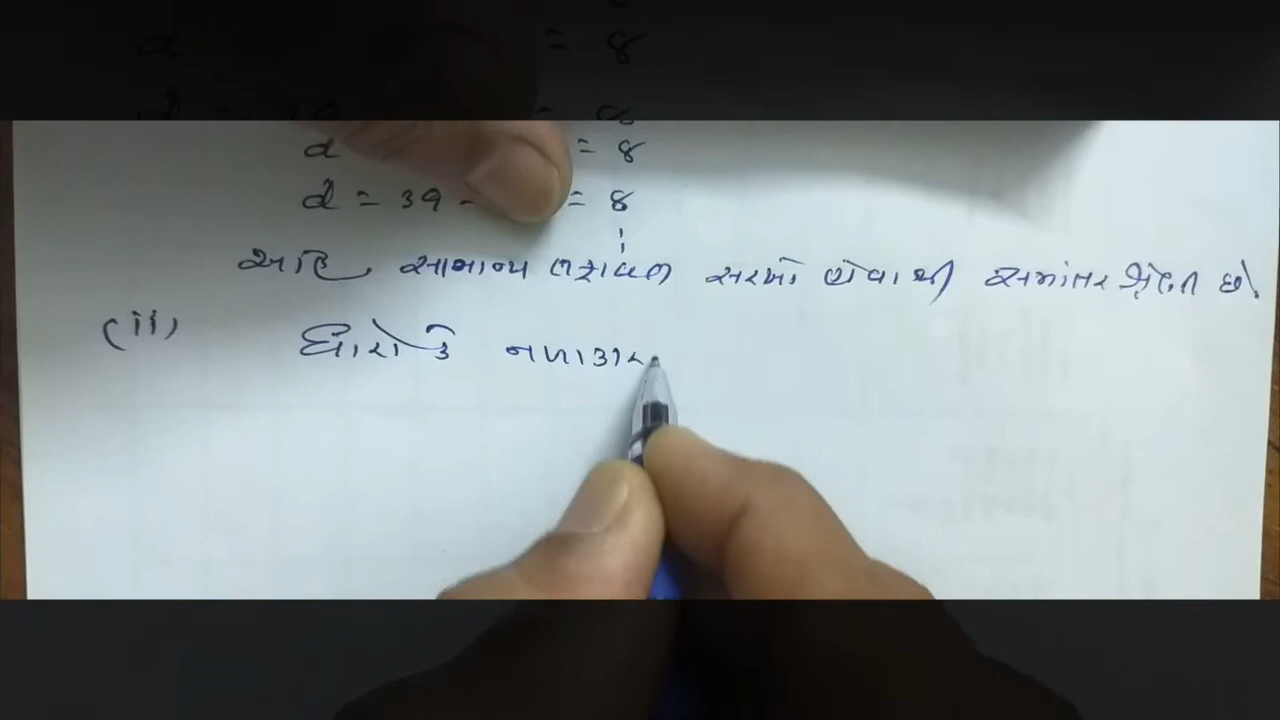 d = 8
d = 39 - = 8
અહિં સામાન્ય તફાવત સરખો હોવાથી સમાંતર શ્રેણી છે.
(ii) ધારો કે નળાકાર